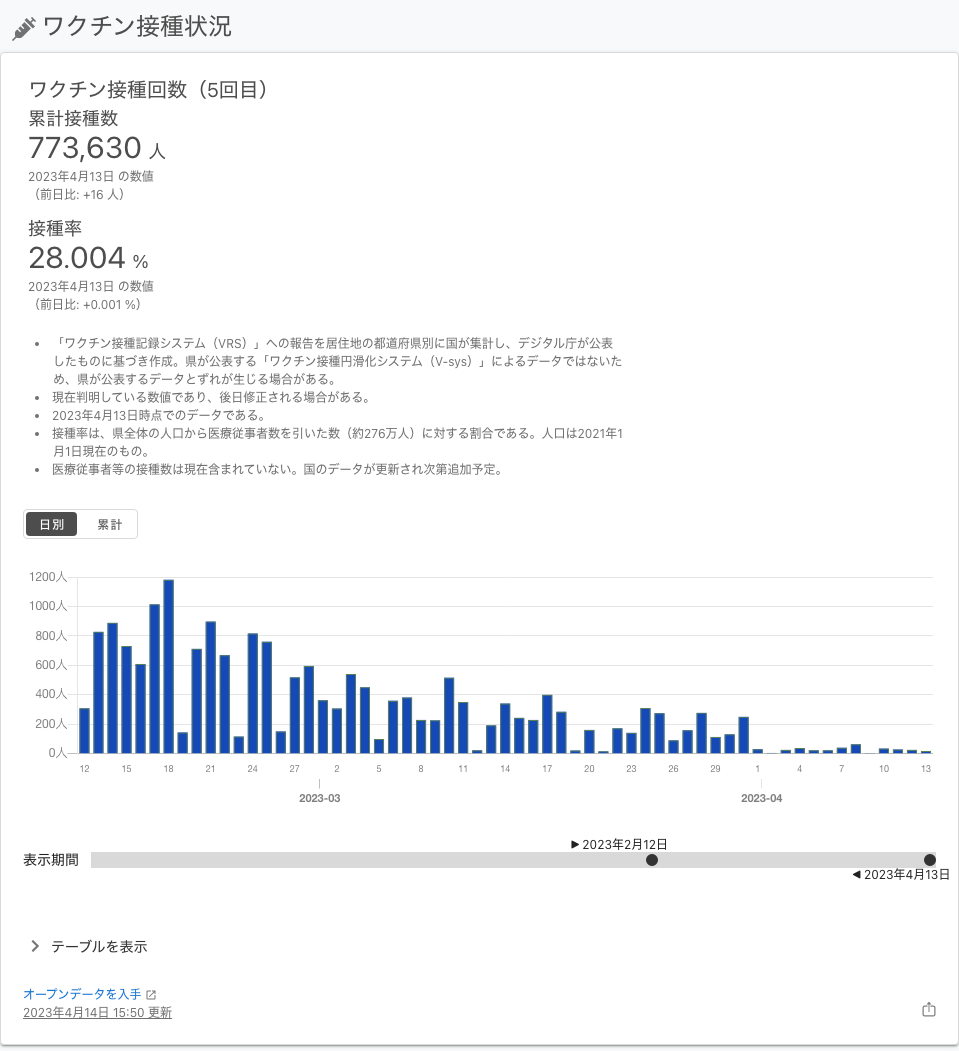 ワクチン接種状況
ワクチン接種回数（5回目）
累計接種数
773,630 人
2023年4月13日 の数値
（前日比: +16 人）
接種率
28.004 %
2023年4月13日 の数値
（前日比: +0.001 %）
• 「ワクチン接種記録システム（VRS）」への報告を居住地の都道府県別に国が集計し、デジタル庁が公表
したものに基づき作成。県が公表する「ワクチン接種円滑化システム（V-sys）」によるデータではないた
め、県が公表するデータとずれが生じる場合がある。
• 現在判明している数値であり、後日修正される場合がある。
• 2023年4月13日時点でのデータである。
• 接種率は、県全体の人口から医療従事者数を引いた数（約276万人）に対する割合である。人口は2021年1
月1日現在のもの。
• 医療従事者等の接種数は現在含まれていない。国のデータが更新され次第追加予定。
日別 累計
1200人
1000人
800人
600人
400人
200人
0人
12 15 18 21 24 27 2 5 8 11 14 17 20 23 26 29 1 4 7 10 13
2023-03 2023-04
▶ 2023年2月12日
表示期間
◀ 2023年4月13日
テーブルを表示
オープンデータを入手
2023年4月14日 15:50 更新